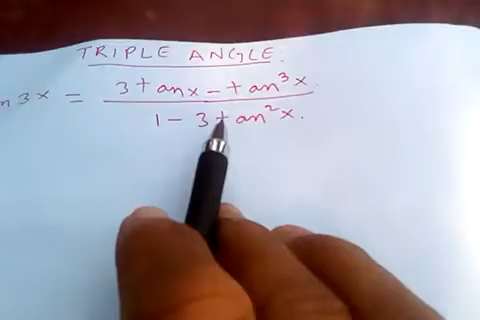 TRIPLE ANGLE:
n 3x = 3tanx - tan³x
1 - 3tan²x.